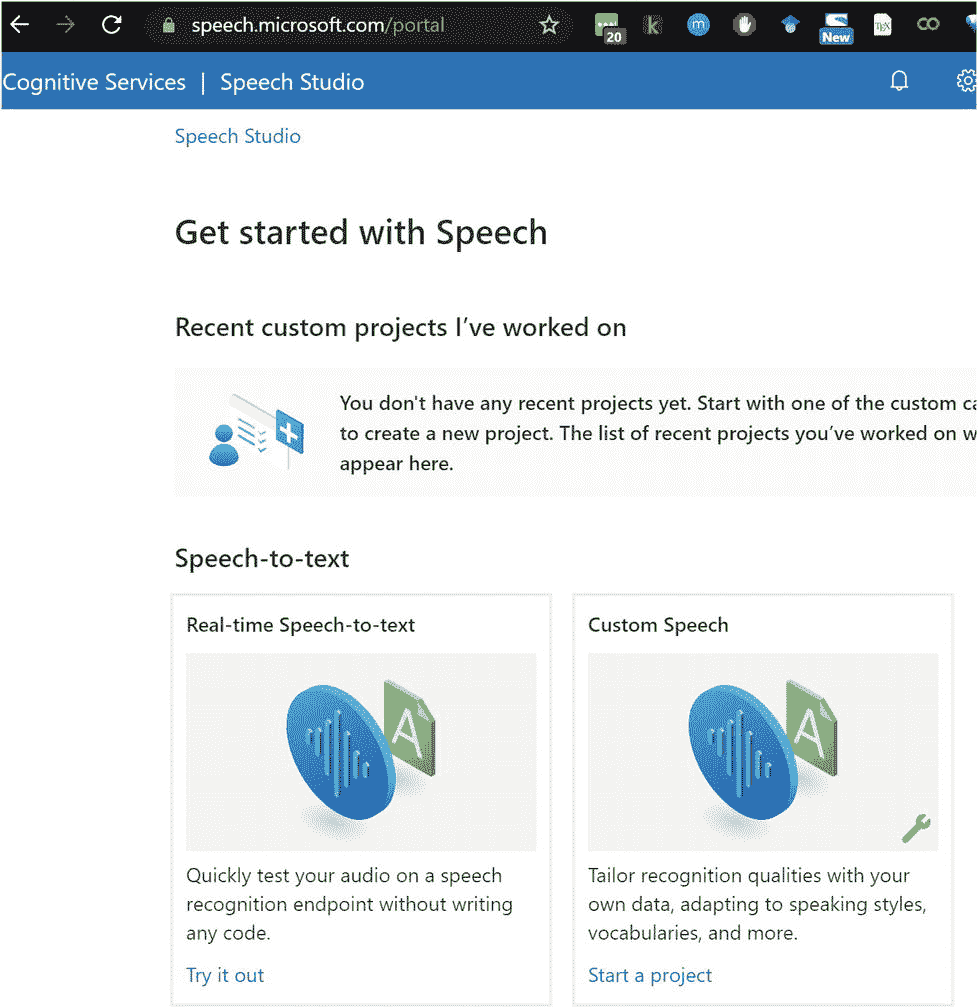 speech.microsoft.com/portal
20
k
m
New
TEX
Cognitive Services | Speech Studio
Speech Studio
Get started with Speech
Recent custom projects I’ve worked on
You don't have any recent projects yet. Start with one of the custom
to create a new project. The list of recent projects you’ve worked on
appear here.
Speech-to-text
Real-time Speech-to-text
Custom Speech
A
A
Quickly test your audio on a speech
recognition endpoint without writing
any code.
Try it out
Tailor recognition qualities with your
own data, adapting to speaking styles,
vocabularies, and more.
Start a project